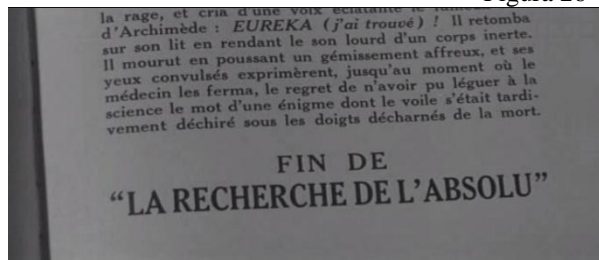 Figura 20
la rage, et cria d'une voix éclatante le
d'Archimède : EUREKA (j'ai trouvé) ! Il retomba
sur son lit en rendant le son lourd d'un corps inerte.
Il mourut en poussant un gémissement affreux, et ses
yeux convulsés exprimèrent, jusqu'au moment où le
médecin les ferma, le regret de n'avoir pu léguer à la
science le mot d'une énigme dont le voile s'était tardi-
vement déchiré sous les doigts décharnés de la mort.
FIN DE
“LA RECHERCHE DE L'ABSOLU”